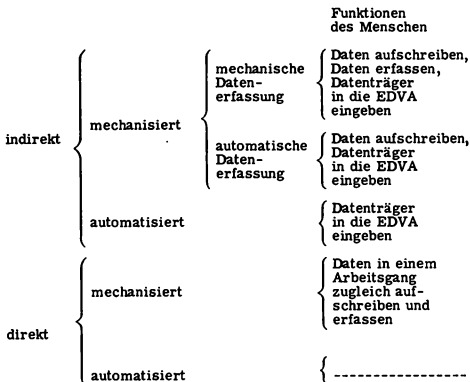 Funktionen
des Menschen
indirekt
mechanisiert
mechanische
Daten-
erfassung
Daten aufschreiben,
Daten erfassen,
Datenträger
in die EDVA
eingeben
automatische
Daten-
erfassung
Daten aufschreiben,
Datenträger
in die EDVA
eingeben
automatisiert
Datenträger
in die EDVA
eingeben
direkt
mechanisiert
Daten in einem
Arbeitsgang
zugleich auf-
schreiben und
erfassen
automatisiert
------------------